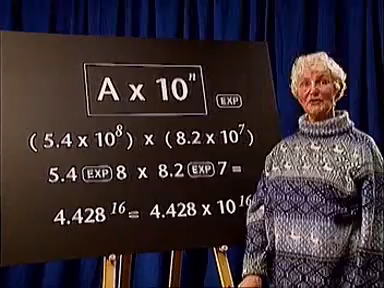 A x 10ⁿ
EXP
( 5.4 x 10⁸ ) x ( 8.2 x 10⁷ )
5.4 EXP 8 x 8.2 EXP 7 =
4.428 ¹⁶ = 4.428 x 10 ¹⁶